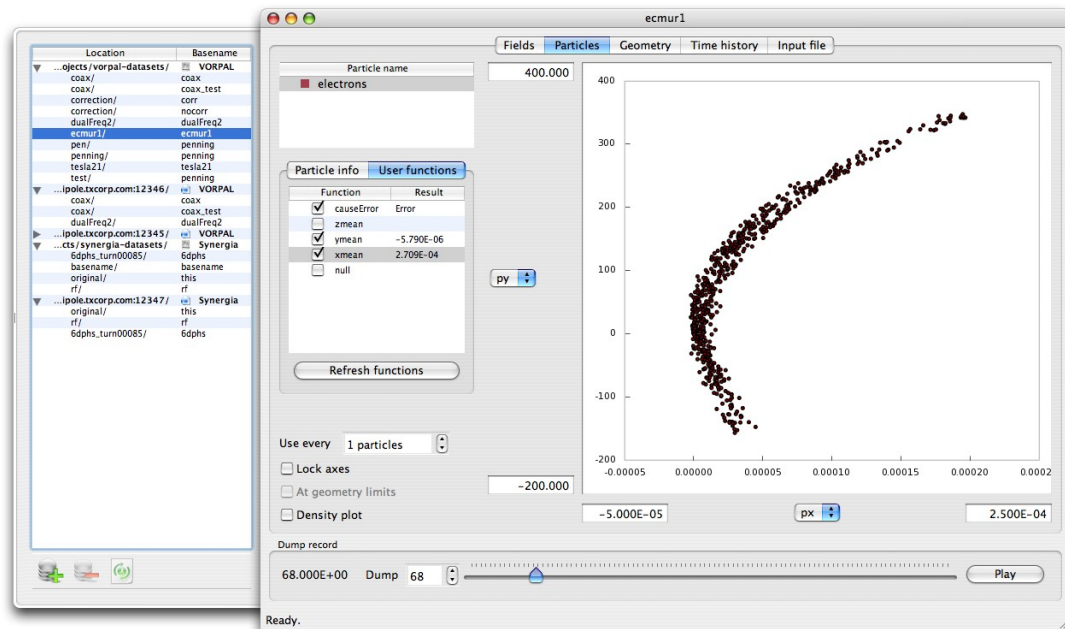 Location Basename
...ojects/vorpal-datasets/ VORPAL
coax/ coax
coax/ coax_test
correction/ corr
correction/ nocorr
dualFreq2/ dualFreq2
ecmur1/ ecmur1
pen/ penning
penning/ penning
tesla21/ tesla21
test/ penning
...ipole.txcorp.com:12346/ VORPAL
coax/ coax
coax/ coax_test
dualFreq2/ dualFreq2
...ipole.txcorp.com:12345/ VORPAL
...cts/synergia-datasets/ Synergia
6dphs_turn00085/ 6dphs
basename/ basename
original/ this
rf/ rf
...ipole.txcorp.com:12347/ Synergia
original/ this
rf/ rf
6dphs_turn00085/ 6dphs
ecmur1
Fields Particles Geometry Time history Input file
Particle name
electrons
Particle info User functions
Function Result
causeError Error
zmean
ymean -5.790E-06
xmean 2.709E-04
null
Refresh functions
Use every 1 particles
Lock axes
At geometry limits
Density plot
400.000
py
-200.000
400
300
200
100
0
-100
-200
-0.00005 0.00000 0.00005 0.00010 0.00015 0.00020 0.0002
-5.000E-05 px 2.500E-04
Dump record
68.000E+00 Dump 68 Play
Ready.